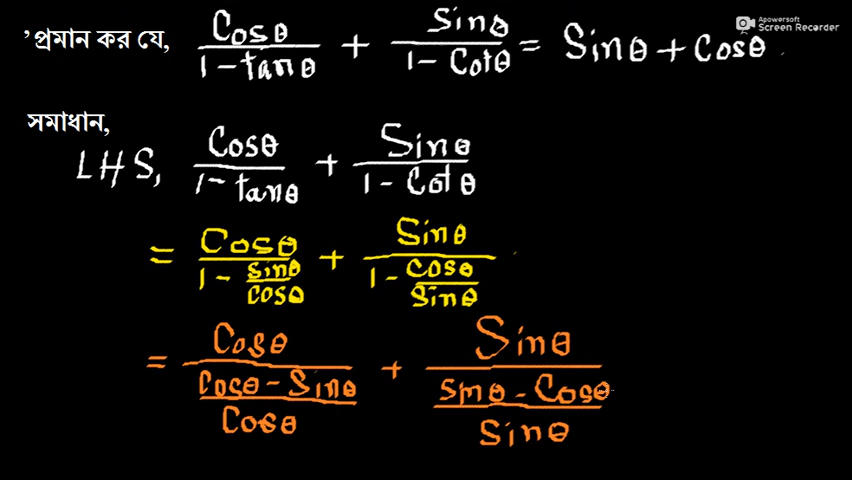 Apowersoft
Screen Recorder
’প্রমান কর যে, Cosθ/(1-tanθ) + Sinθ/(1-Cotθ) = Sinθ + Cosθ
সমাধান,
LHS, Cosθ/(1-tanθ) + Sinθ/(1-Cotθ)
= Cosθ/(1-sinθ/cosθ) + Sinθ/(1-cosθ/sinθ)
= Cosθ/((Cosθ-Sinθ)/Cosθ) + Sinθ/((Sinθ-Cosθ)/Sinθ)